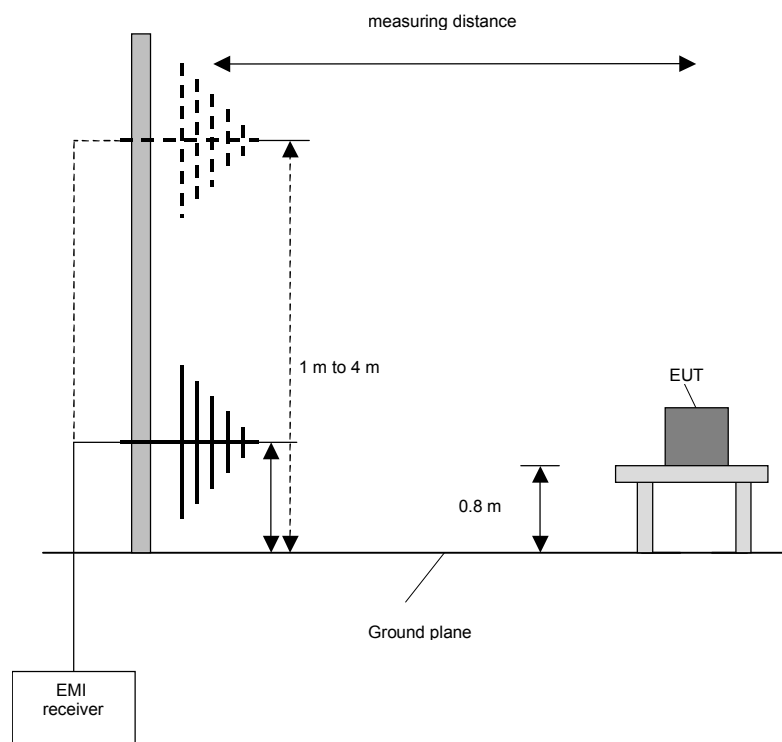 measuring distance
1 m to 4 m
EUT
0.8 m
Ground plane
EMI
receiver